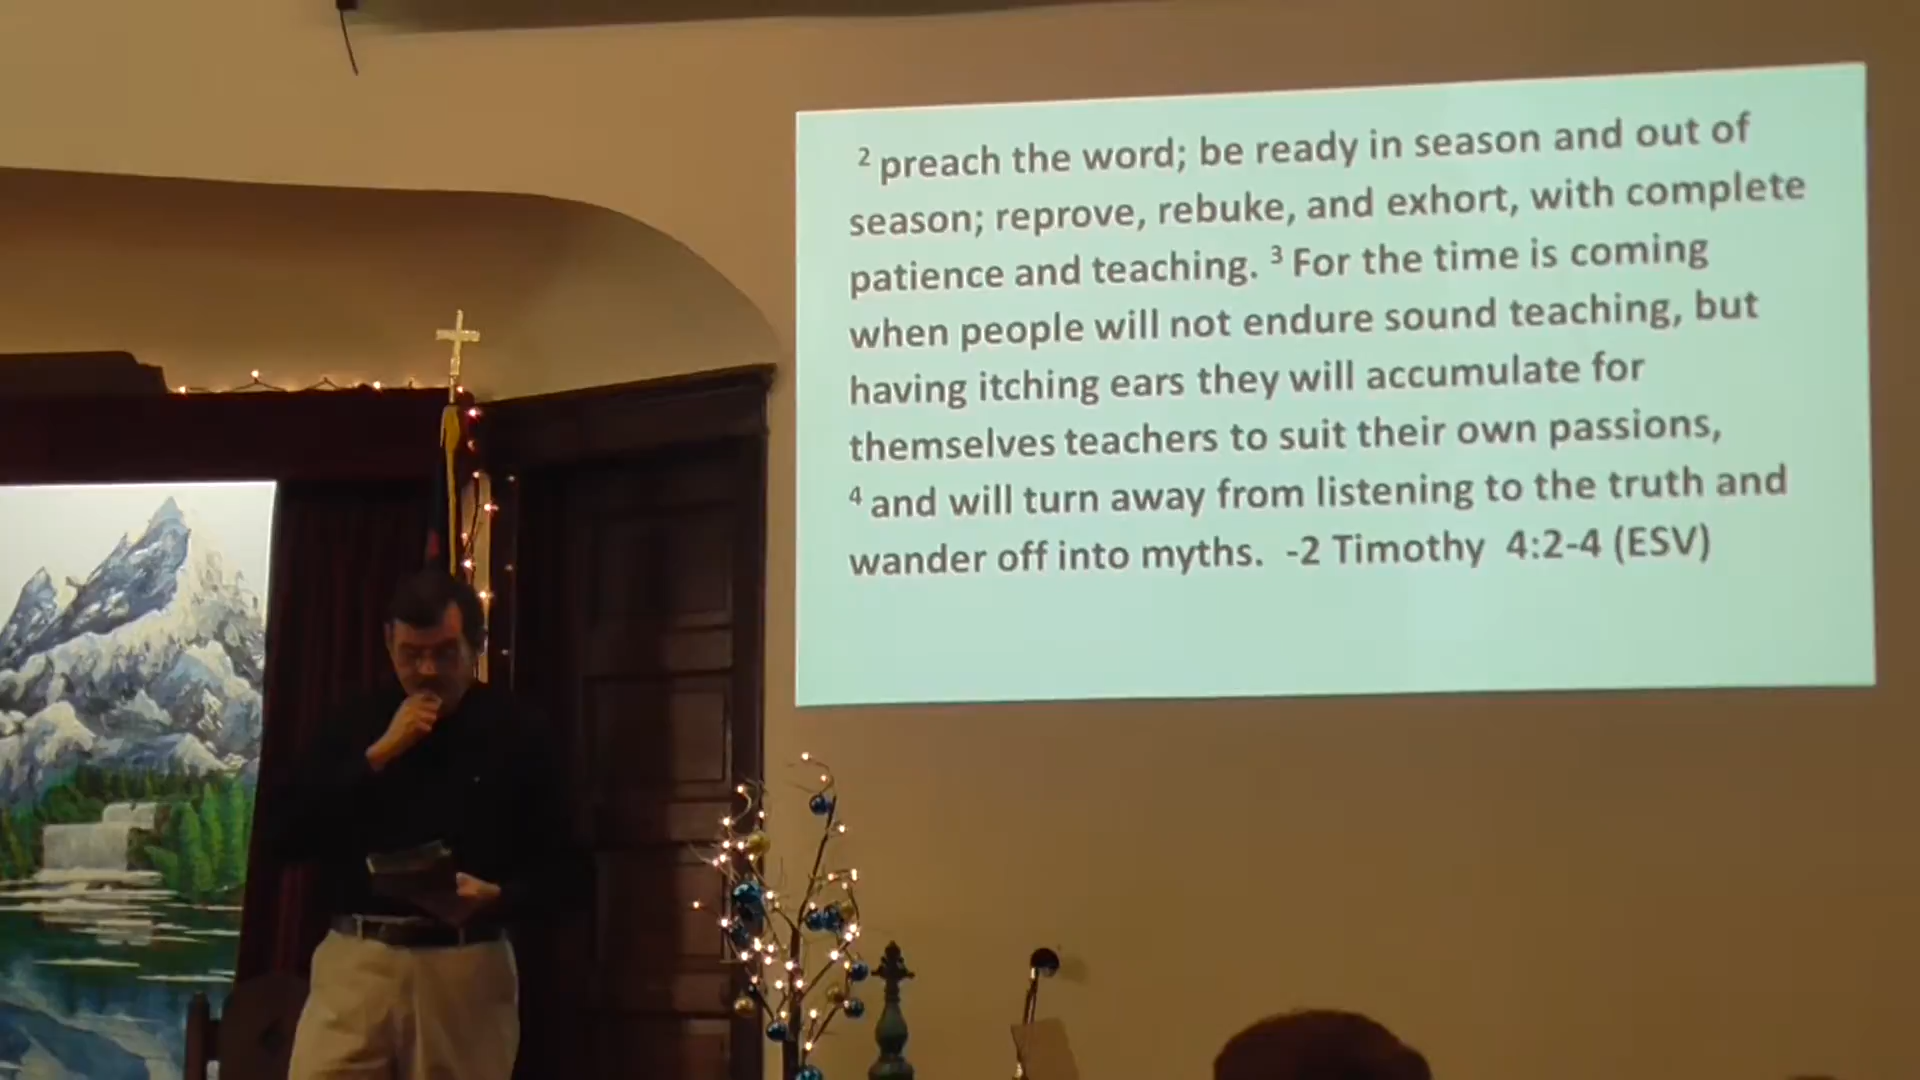 2 preach the word; be ready in season and out of
season; reprove, rebuke, and exhort, with complete
patience and teaching. 3 For the time is coming
when people will not endure sound teaching, but
having itching ears they will accumulate for
themselves teachers to suit their own passions,
4 and will turn away from listening to the truth and
wander off into myths.  -2 Timothy  4:2-4 (ESV)